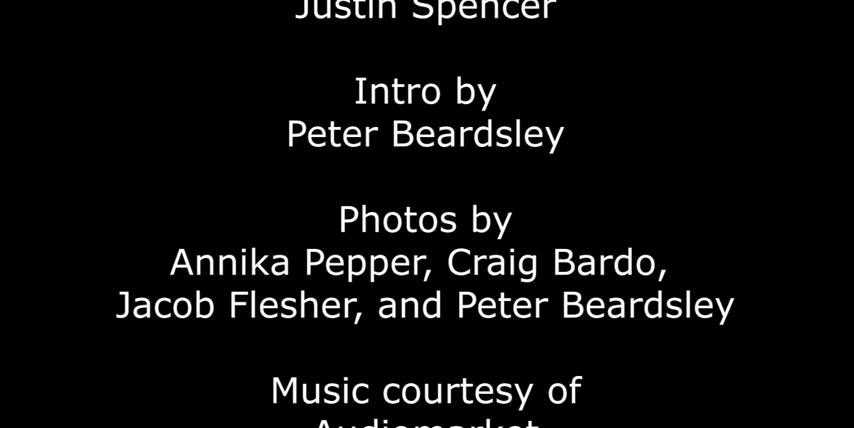 Justin Spencer
Intro by
Peter Beardsley
Photos by
Annika Pepper, Craig Bardo,
Jacob Flesher, and Peter Beardsley
Music courtesy of
Audiomarket